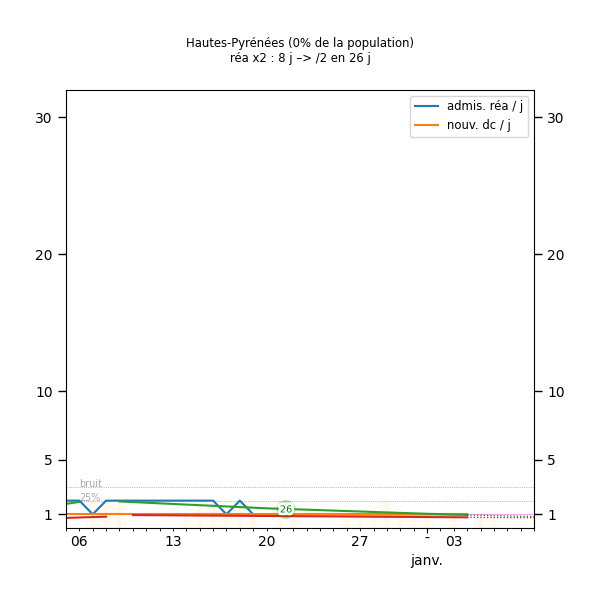 Hautes-Pyrénées (0% de la population)
réa x2 : 8 j –> /2 en 26 j
admis. réa / j
nouv. dc / j
30 30
20 20
10 10
5 5
bruit
25%
26
1 1
06 13 20 27 - 03
janv.